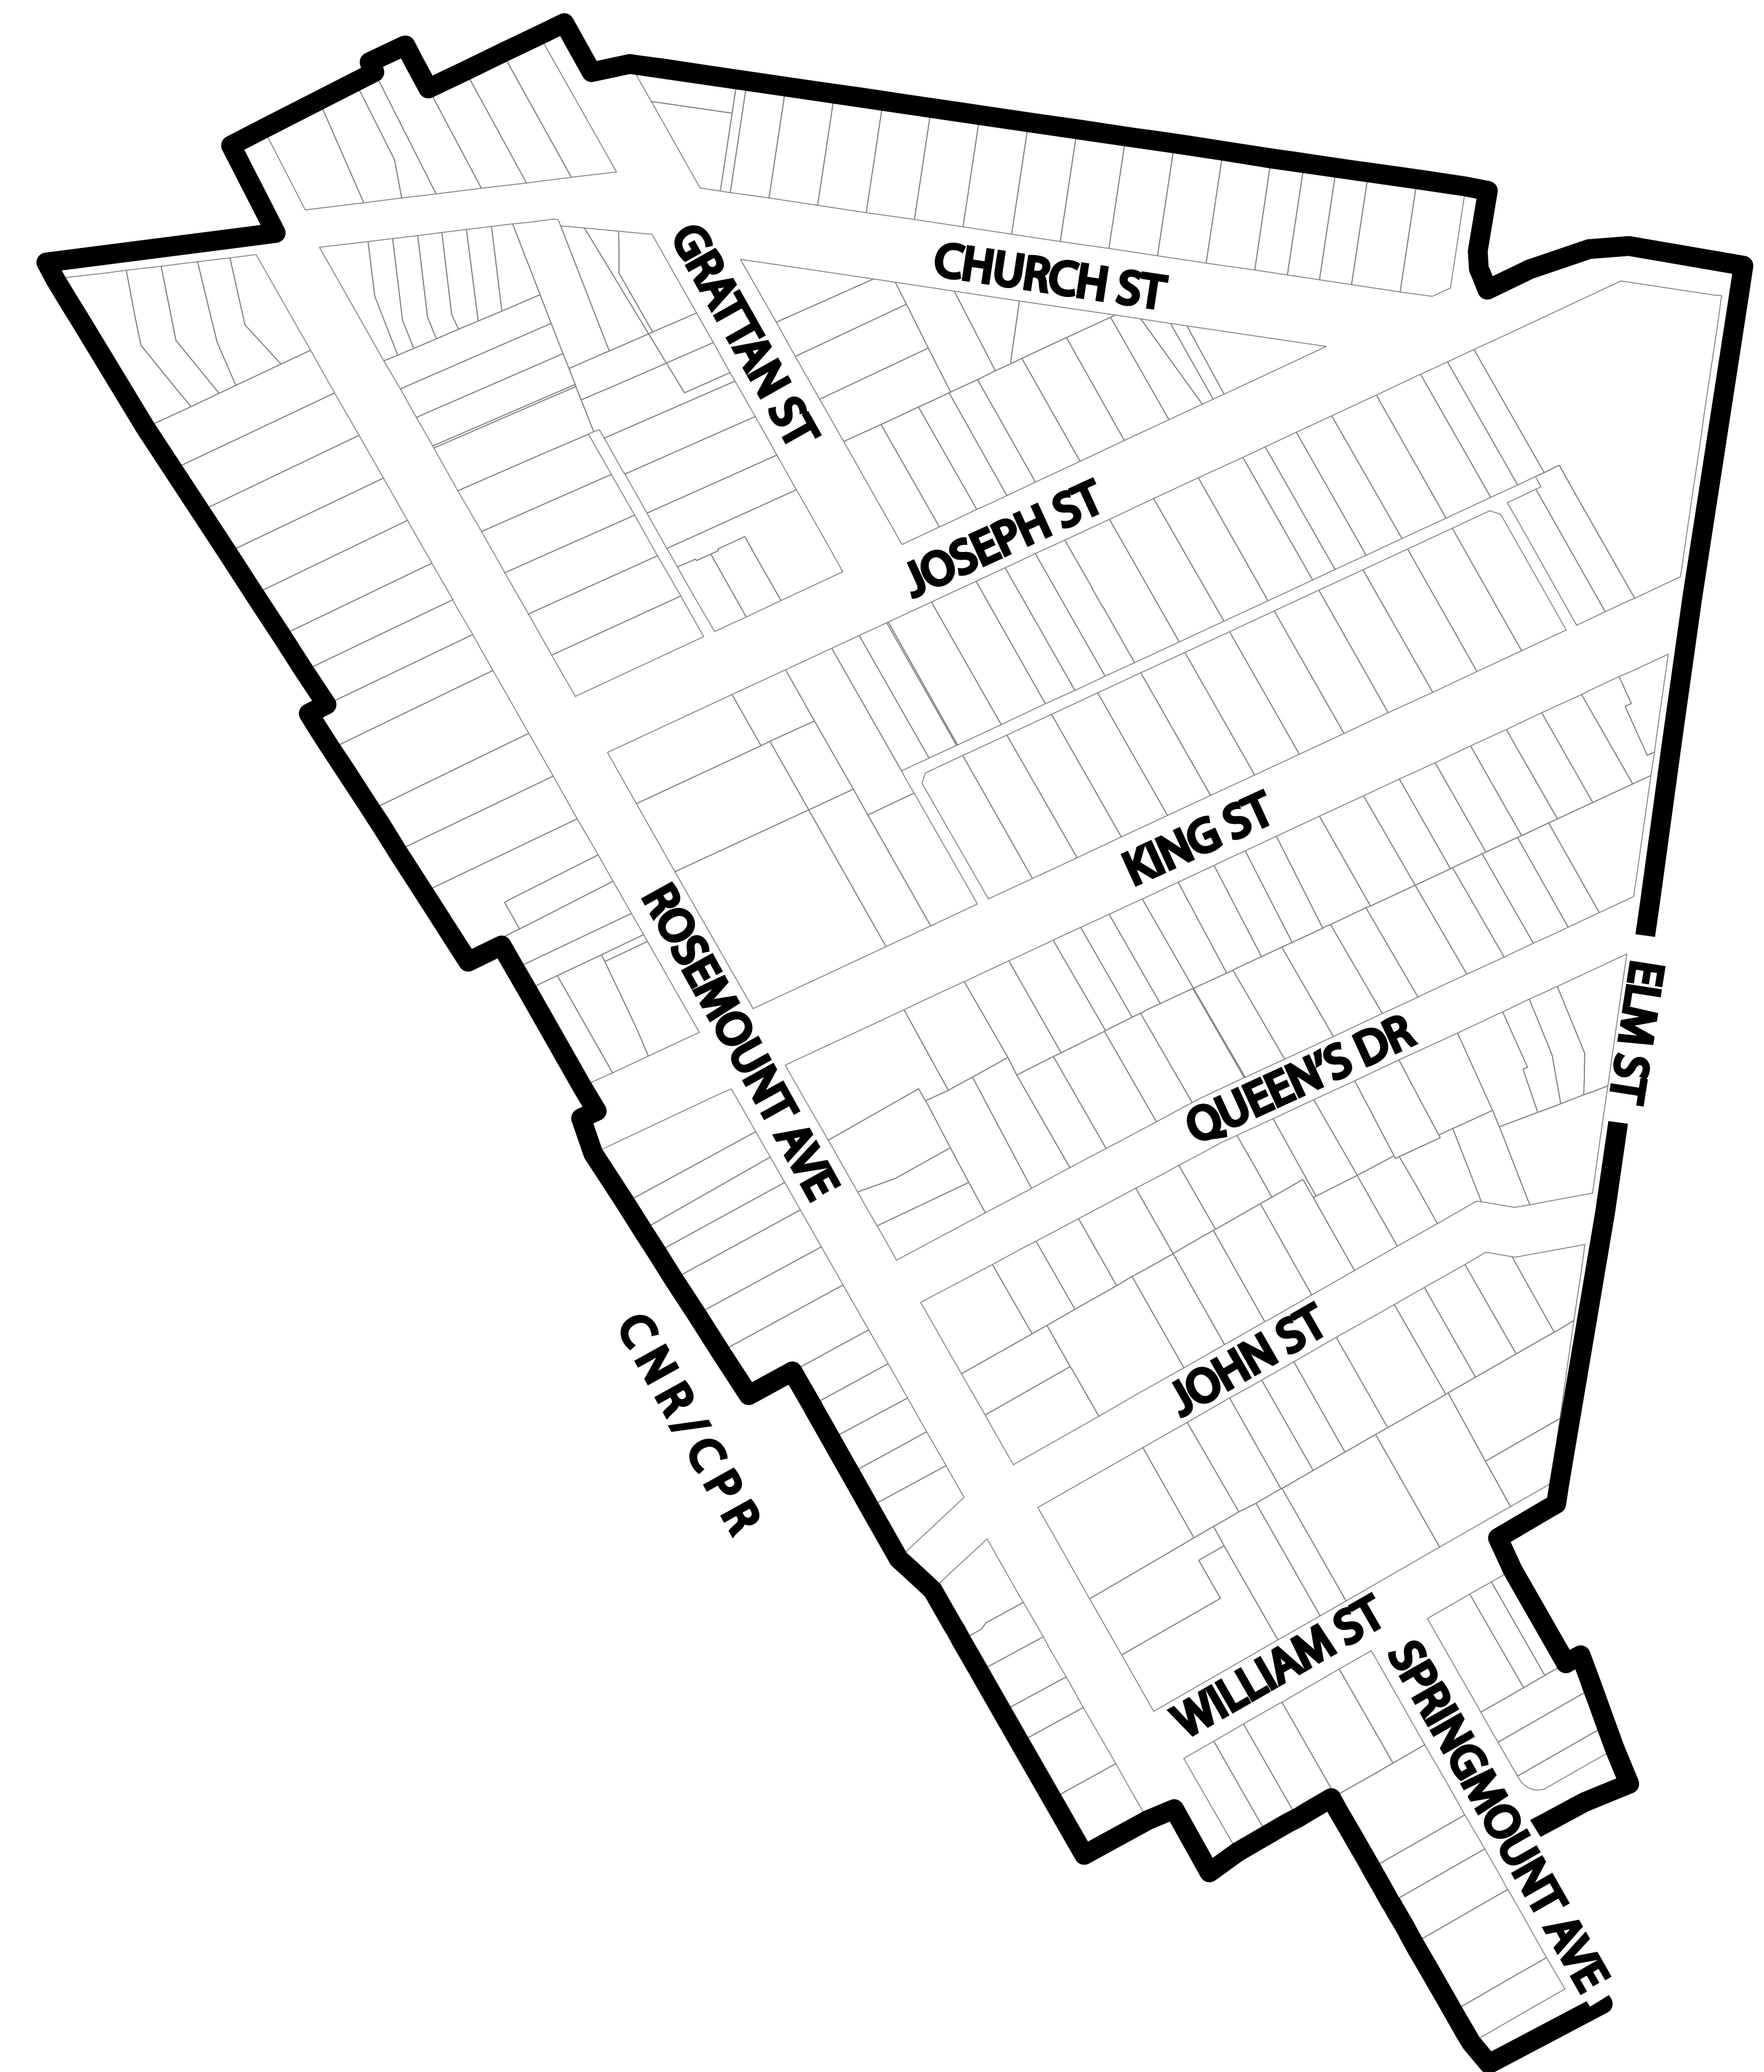 GRATTAN ST
CHURCH ST
JOSEPH ST
KING ST
ROSEMOUNT AVE
ELM ST
QUEEN'S DR
JOHN ST
CNR/CPR
WILLIAM ST
SPRINGMOUNT AVE